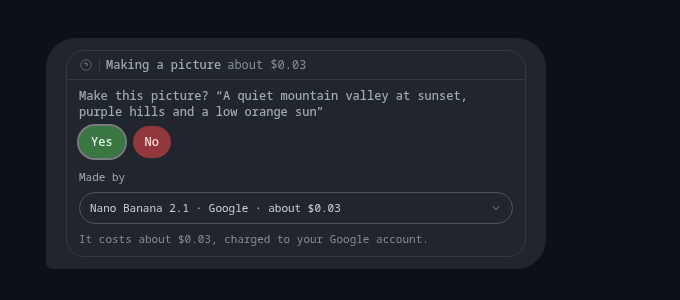 Making a picture about $0.03
Make this picture? “A quiet mountain valley at sunset,
purple hills and a low orange sun”
Yes No
Made by
Nano Banana 2.1 · Google · about $0.03
It costs about $0.03, charged to your Google account.